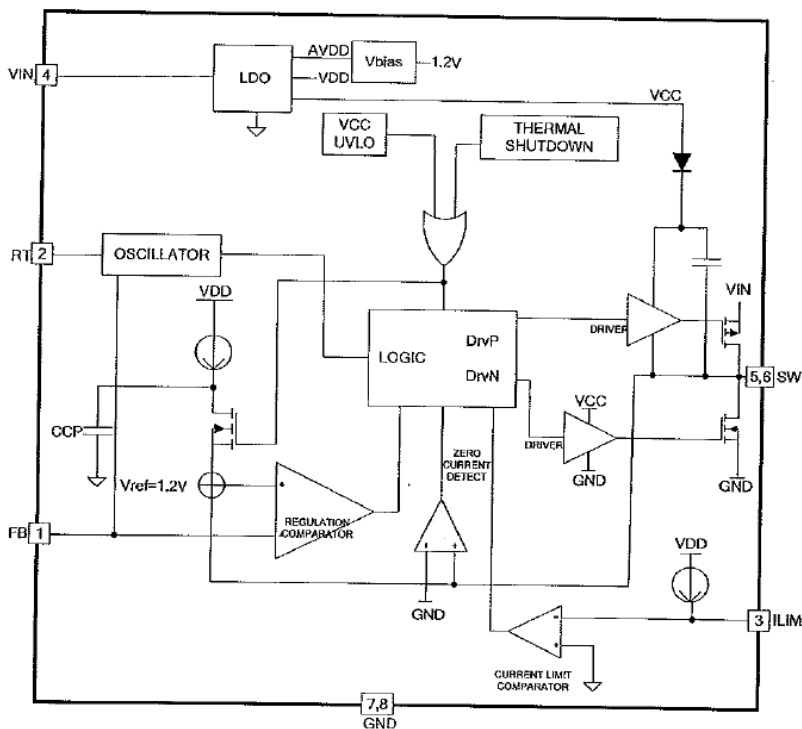 AVDD
Vbias
1.2V
VIN 4
LDO
VDD
VCC
VCC
UVLO
THERMAL
SHUTDOWN
RT 2
OSCILLATOR
VDD
VIN
DRIVER
DrvP
LOGIC
DrvN
5,6 SW
CCP
VCC
DRIVER
ZERO
CURRENT
DETECT
GND
GND
Vref=1.2V
+
REGULATION
COMPARATOR
FB 1
-
+
VDD
GND
-
3 ILIM
+
CURRENT LIMIT
COMPARATOR
7,8
GND